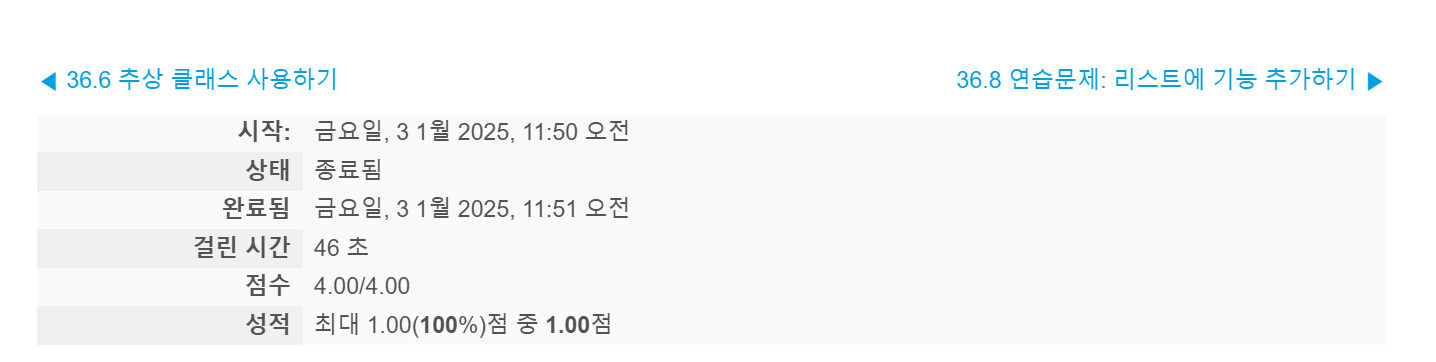 ◀ 36.6 추상 클래스 사용하기 36.8 연습문제: 리스트에 기능 추가하기 ▶
시작: 금요일, 3 1월 2025, 11:50 오전
상태 종료됨
완료됨 금요일, 3 1월 2025, 11:51 오전
걸린 시간 46 초
점수 4.00/4.00
성적 최대 1.00(100%)점 중 1.00점